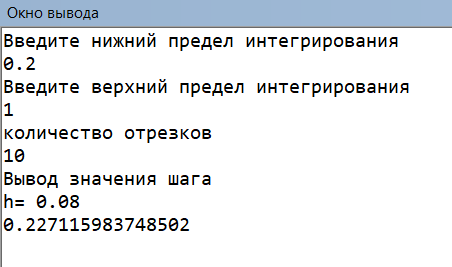 Окно вывода
Введите нижний предел интегрирования
0.2
Введите верхний предел интегрирования
1
количество отрезков
10
Вывод значения шага
h= 0.08
0.227115983748502